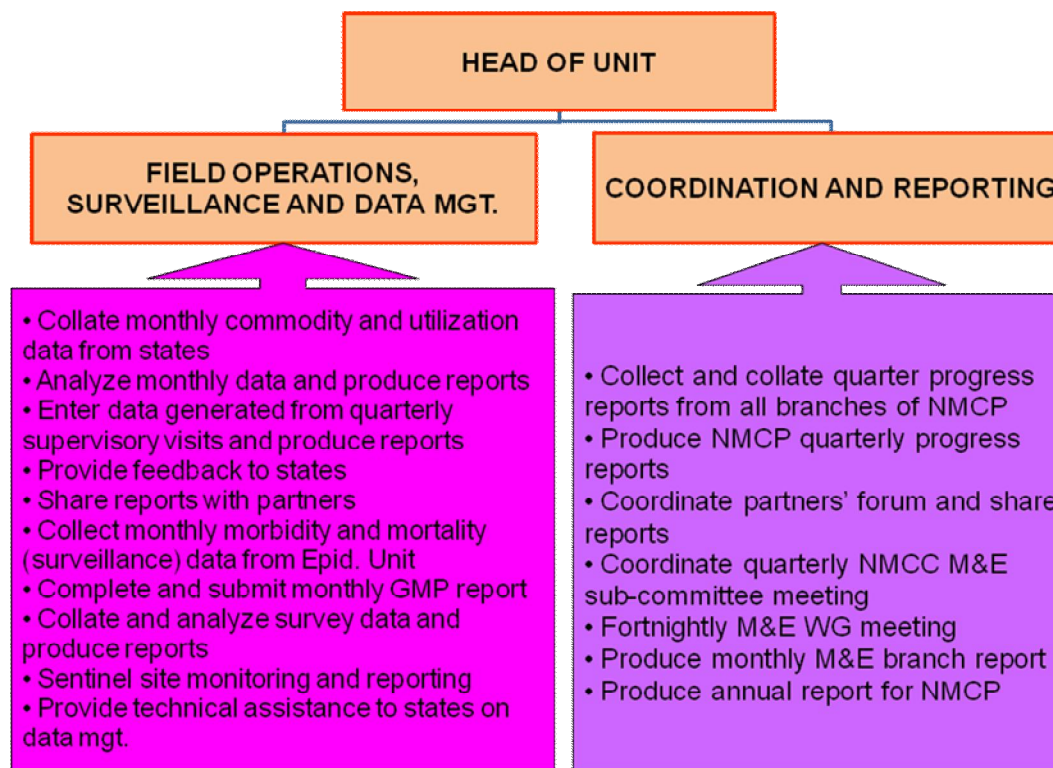 HEAD OF UNIT
FIELD OPERATIONS,
SURVEILLANCE AND DATA MGT.
COORDINATION AND REPORTING
• Collate monthly commodity and utilization
data from states
• Analyze monthly data and produce reports
• Enter data generated from quarterly
supervisory visits and produce reports
• Provide feedback to states
• Share reports with partners
• Collect monthly morbidity and mortality
(surveillance) data from Epid. Unit
• Complete and submit monthly GMP report
• Collate and analyze survey data and
produce reports
• Sentinel site monitoring and reporting
• Provide technical assistance to states on
data mgt.
• Collect and collate quarter progress
reports from all branches of NMCP
• Produce NMCP quarterly progress
reports
• Coordinate partners’ forum and share
reports
• Coordinate quarterly NMCC M&E
sub-committee meeting
• Fortnightly M&E WG meeting
• Produce monthly M&E branch report
• Produce annual report for NMCP